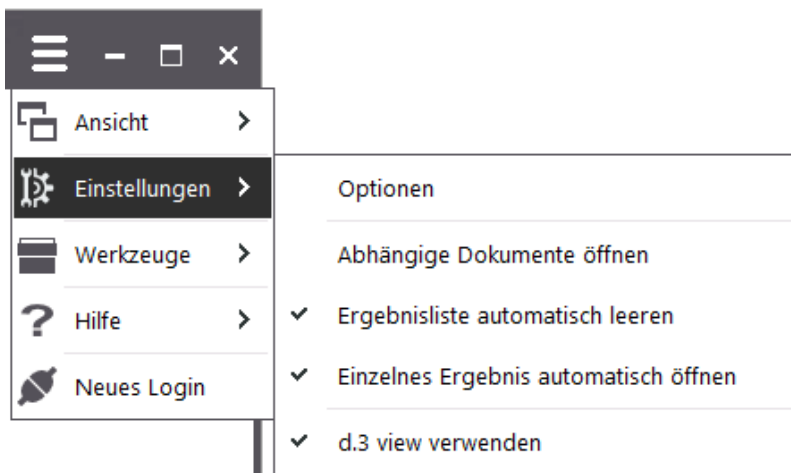 Ansicht
Einstellungen
Optionen
Werkzeuge
Abhängige Dokumente öffnen
Hilfe
Ergebnisliste automatisch leeren
Einzelnes Ergebnis automatisch öffnen
Neues Login
d.3 view verwenden